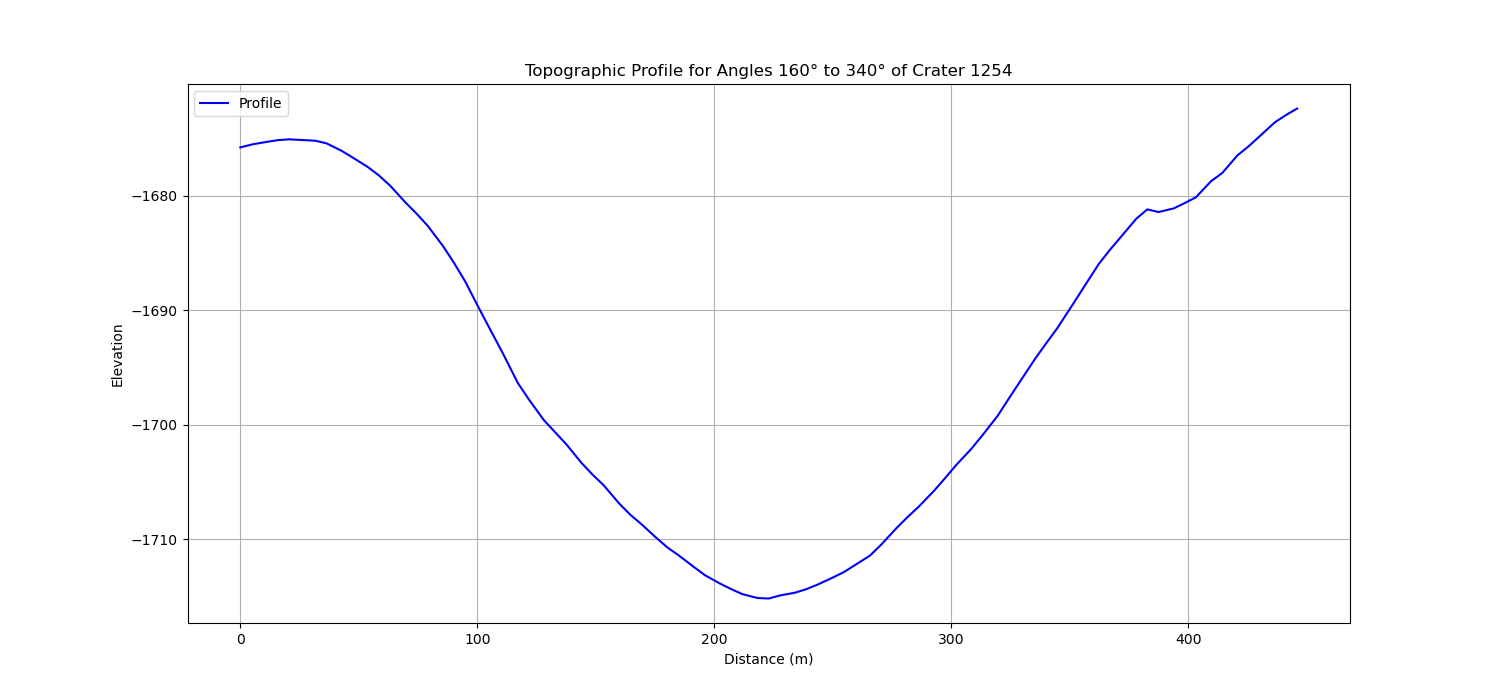 Topographic Profile for Angles 160° to 340° of Crater 1254
Profile
−1680
−1690
−1700
−1710
Elevation
0 100 200 300 400
Distance (m)